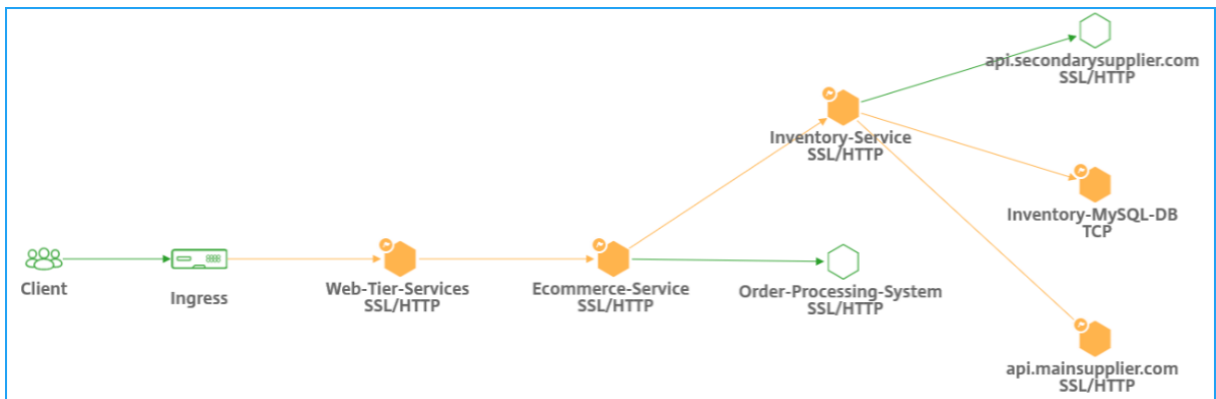 api.secondarysupplier.com
SSL/HTTP
Inventory-Service
SSL/HTTP
Inventory-MySQL-DB
TCP
Client
Ingress
Web-Tier-Services
SSL/HTTP
Ecommerce-Service
SSL/HTTP
Order-Processing-System
SSL/HTTP
api.mainsupplier.com
SSL/HTTP